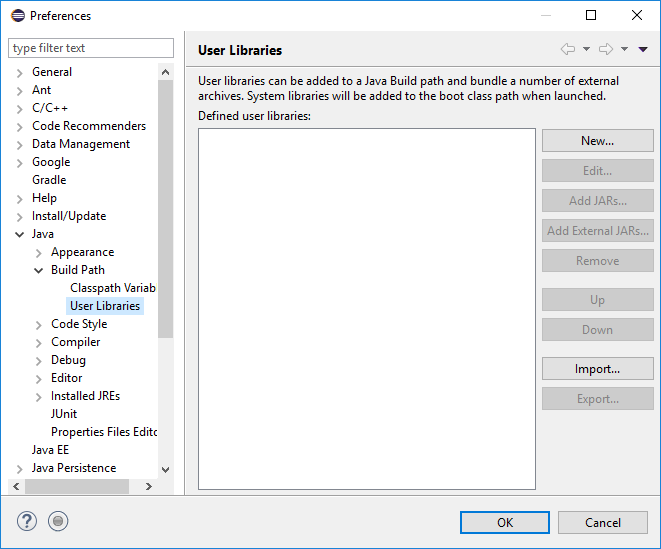 Preferences
type filter text
General
Ant
C/C++
Code Recommenders
Data Management
Google
Gradle
Help
Install/Update
Java
Appearance
Build Path
Classpath Variab
User Libraries
Code Style
Compiler
Debug
Editor
Installed JREs
JUnit
Properties Files Edito
Java EE
Java Persistence
User Libraries
User libraries can be added to a Java Build path and bundle a number of external
archives. System libraries will be added to the boot class path when launched.
Defined user libraries:
New...
Edit...
Add JARs...
Add External JARs...
Remove
Up
Down
Import...
Export...
?
OK
Cancel